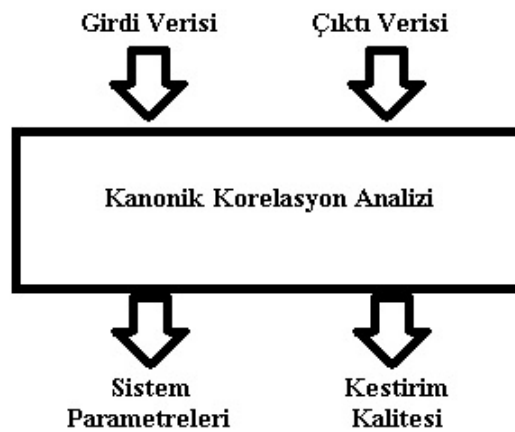 Girdi Verisi
Çıktı Verisi
Kanonik Korelasyon Analizi
Sistem
Parametreleri
Kestirim
Kalitesi